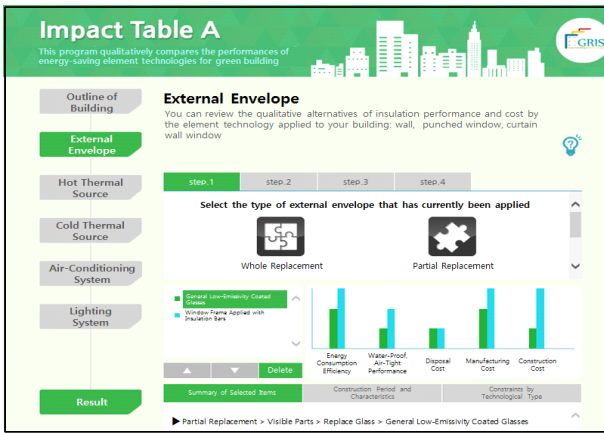 Impact Table A
This program qualitatively compares the performances of
energy-saving element technologies for green building
EGRIS
Outline of
Building
External
Envelope
Hot Thermal
Source
Cold Thermal
Source
Air-Conditioning
System
Lighting
System
Result
External Envelope
You can review the qualitative alternatives of insulation performance and cost by
the element technology applied to your building: wall, punched window, curtain
wall window
step.1
step.2
step.3
step.4
Select the type of external envelope that has currently been applied
Whole Replacement
Partial Replacement
General Low-Emissivity Coated
Glasses
Window Frame Applied with
Insulation Bars
Delete
Energy
Consumption
Efficiency
Water-Proof,
Air-Tight
Performance
Disposal
Cost
Manufacturing
Cost
Construction
Cost
Summary of Selected Items
Construction Period and
Characteristics
Constraints by
Technological Type
Partial Replacement > Visible Parts > Replace Glass > General Low-Emissivity Coated Glasses